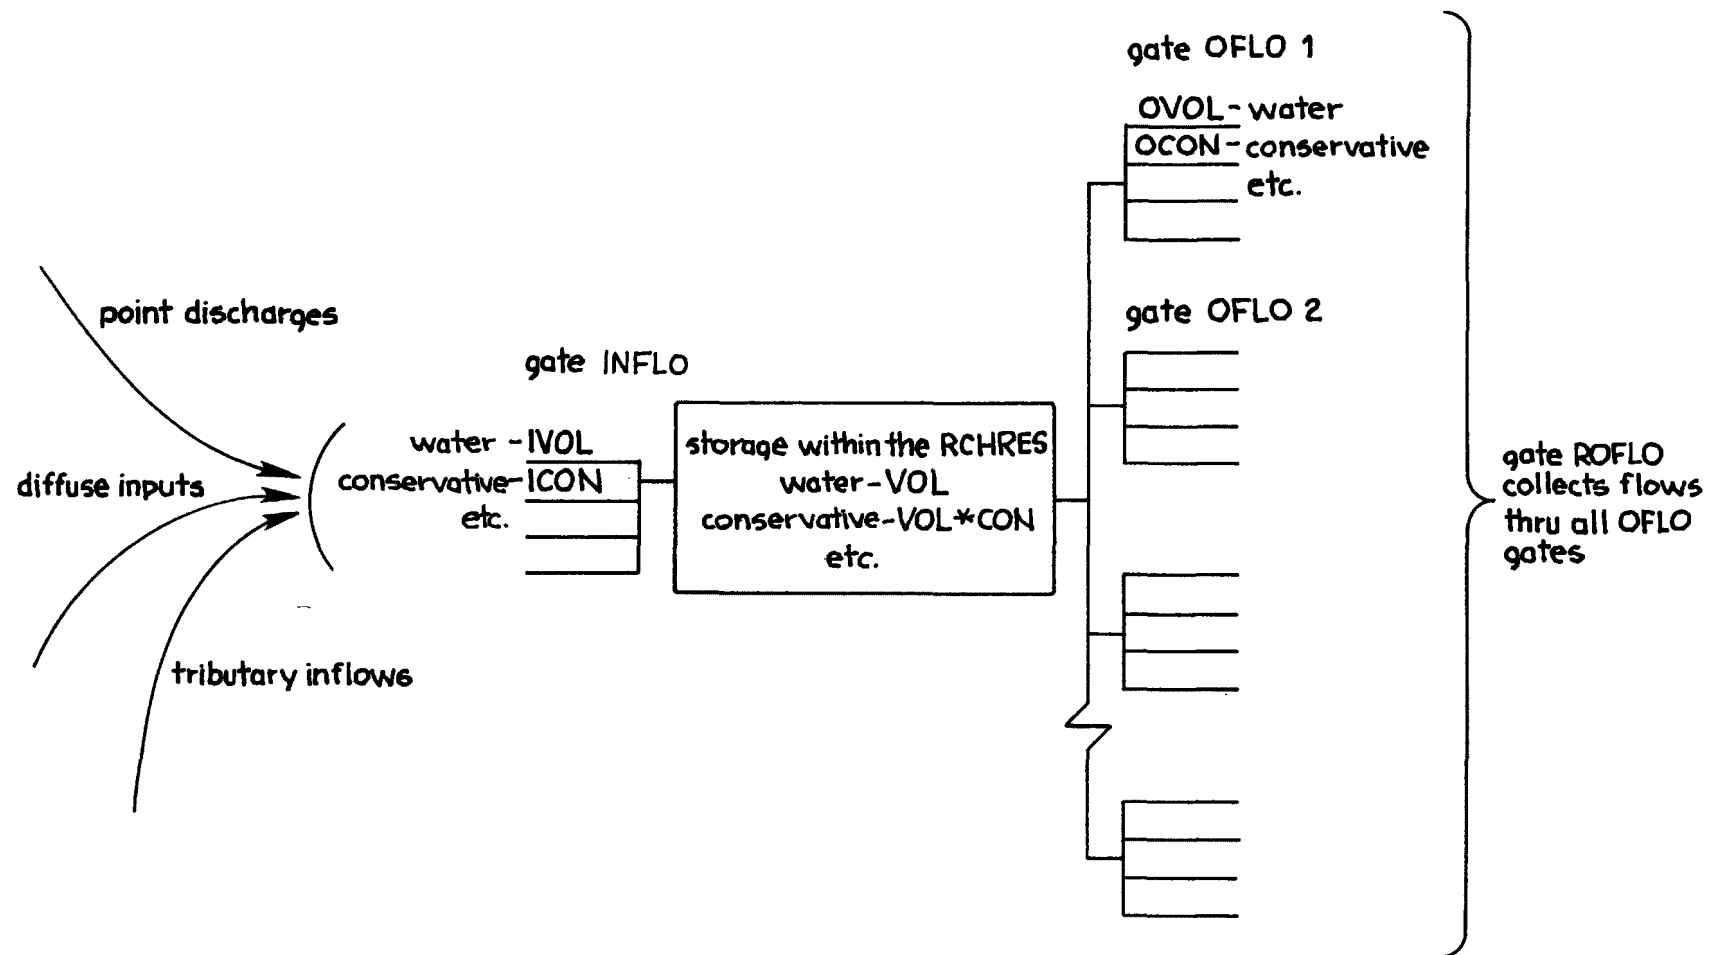 point discharges
diffuse inputs
tributary inflows
gate INFLO
water - IVOL
conservative-ICON
etc.
storage within the RCHRES
water-VOL
conservative-VOL*CON
etc.
gate OFLO 1
OVOL-water
OCON-conservative
etc.
gate OFLO 2
gate ROFLO
collects flows
thru all OFLO
gates